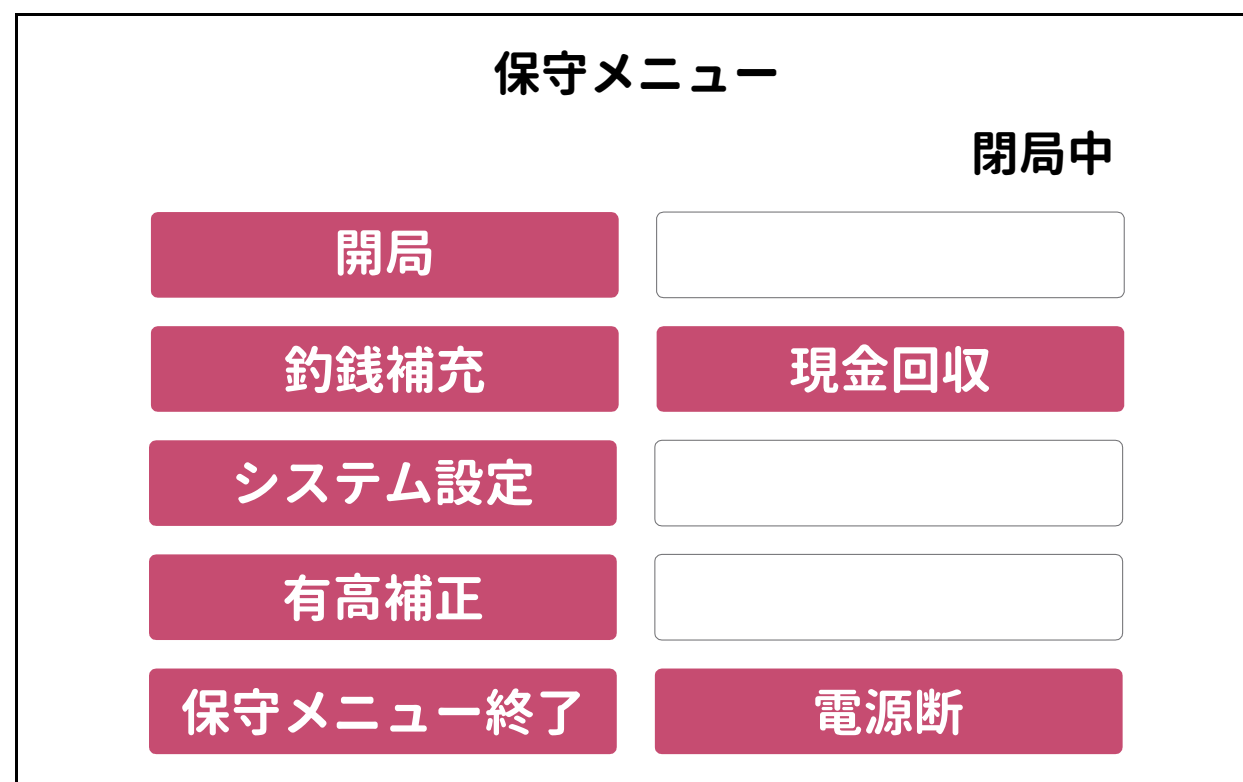 保守メニュー
閉局中
開局
釣銭補充
現金回収
システム設定
有高補正
保守メニュー終了
電源断